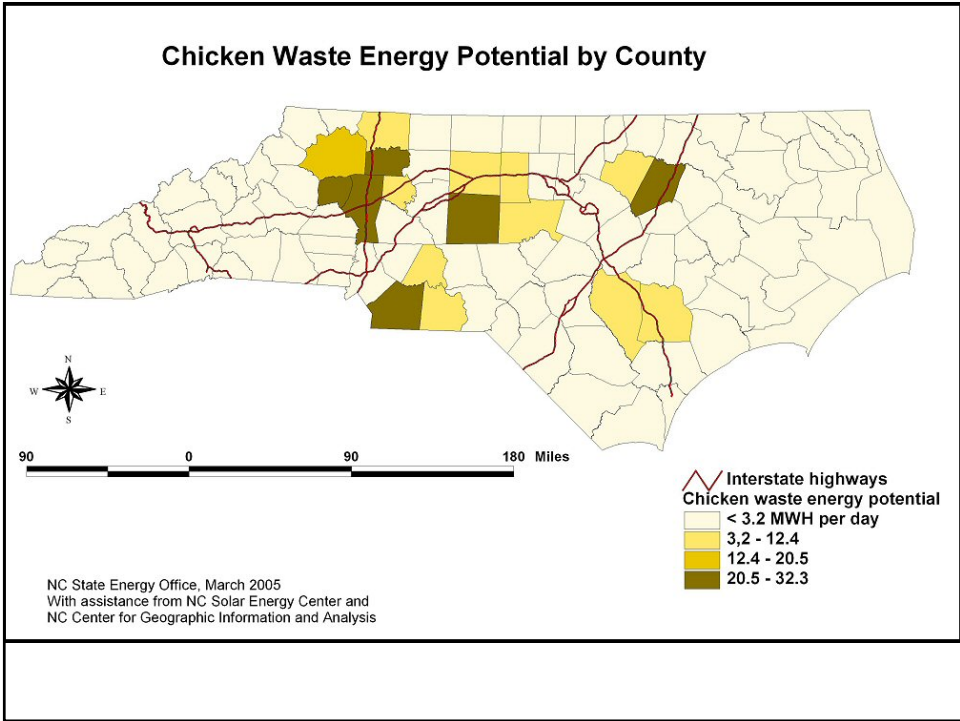 Chicken Waste Energy Potential by County
N
W E
S
90 0 90 180 Miles
Interstate highways
Chicken waste energy potential
< 3.2 MWH per day
3,2 - 12.4
12.4 - 20.5
20.5 - 32.3
NC State Energy Office, March 2005
With assistance from NC Solar Energy Center and
NC Center for Geographic Information and Analysis